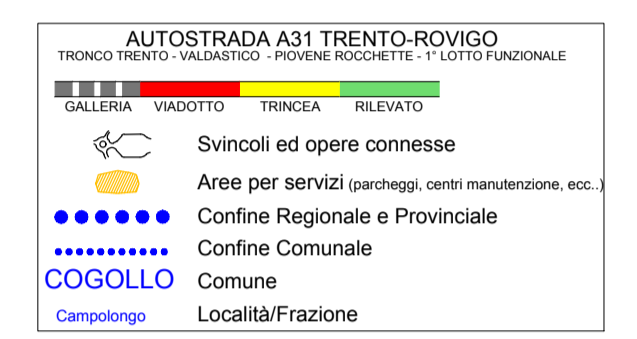 AUTOSTRADA A31 TRENTO-ROVIGO
TRONCO TRENTO - VALDASTICO - PIOVENE ROCCHETTE - 1° LOTTO FUNZIONALE
GALLERIA VIADOTTO TRINCEA RILEVATO
Svincoli ed opere connesse
Aree per servizi (parcheggi, centri manutenzione, ecc..)
Confine Regionale e Provinciale
Confine Comunale
COGOLLO Comune
Campolongo Località/Frazione